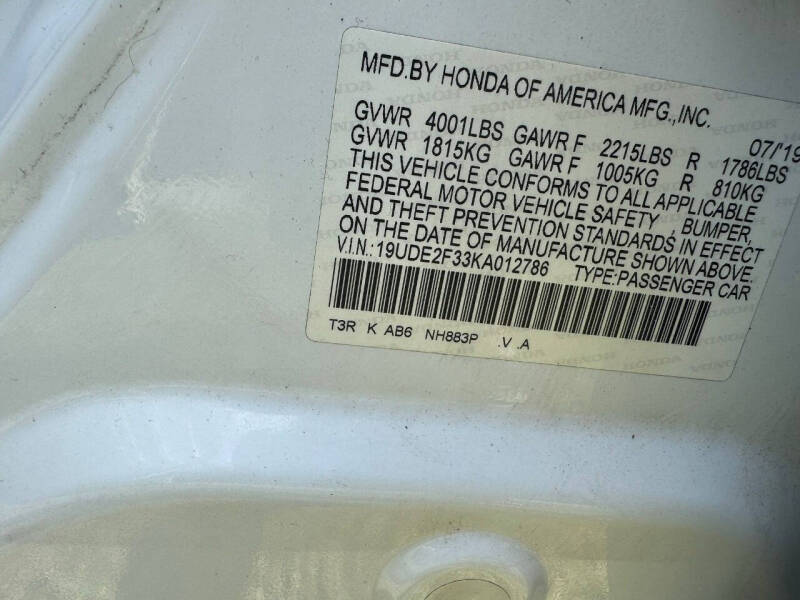 MFD.BY HONDA OF AMERICA MFG.,INC.
07/'19
GVWR 4001LBS GAWR F 2215LBS R 1786LBS
GVWR 1815KG GAWR F 1005KG R 810KG
THIS VEHICLE CONFORMS TO ALL APPLICABLE
FEDERAL MOTOR VEHICLE SAFETY , BUMPER,
AND THEFT PREVENTION STANDARDS IN EFFECT
ON THE DATE OF MANUFACTURE SHOWN ABOVE.
V.I.N.: 19UDE2F33KA012786 TYPE:PASSENGER CAR
T3R K AB6 NH883P .V .A